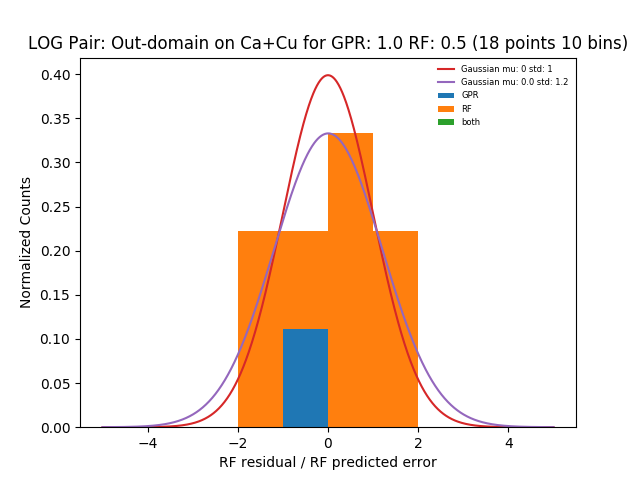 LOG Pair: Out-domain on Ca+Cu for GPR: 1.0 RF: 0.5 (18 points 10 bins)
Gaussian mu: 0 std: 1
Gaussian mu: 0.0 std: 1.2
GPR
RF
both
Normalized Counts
0.40
0.35
0.30
0.25
0.20
0.15
0.10
0.05
0.00
−4 −2 0 2 4
RF residual / RF predicted error